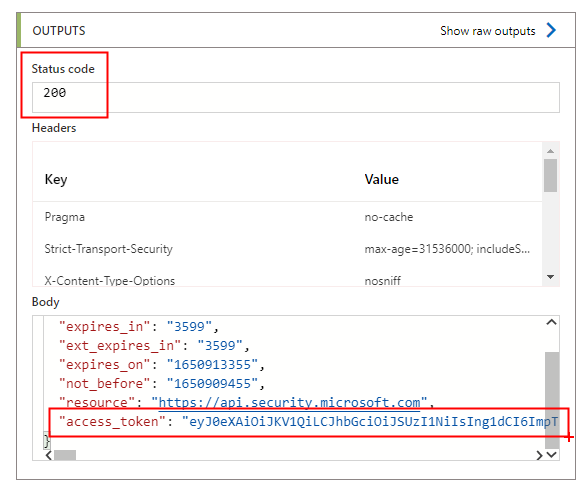 OUTPUTS Show raw outputs
Status code
200
Headers
Key Value
Pragma no-cache
Strict-Transport-Security max-age=31536000; includeS...
X-Content-Type-Options nosniff
Body
"expires_in": "3599",
"ext_expires_in": "3599",
"expires_on": "1650913355",
"not_before": "1650909455",
"resource": "https://api.security.microsoft.com",
"access_token": "eyJ0eXAiOiJKV1QiLCJhbGciOiJSUzI1NiIsIng1dCI6ImpT
}